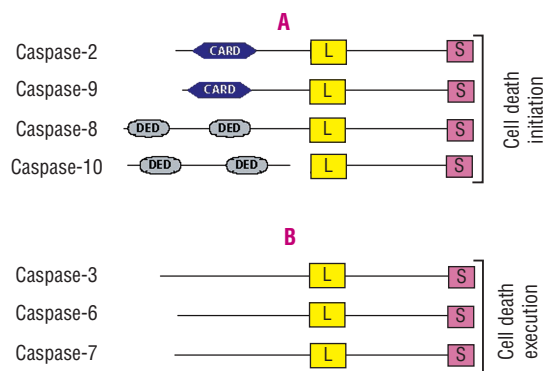 A
Caspase-2 CARD L S
Caspase-9 CARD L S
Caspase-8 DED DED L S
Caspase-10 DED DED L S
Cell death
initiation
B
Caspase-3 L S
Caspase-6 L S
Caspase-7 L S
Cell death
execution